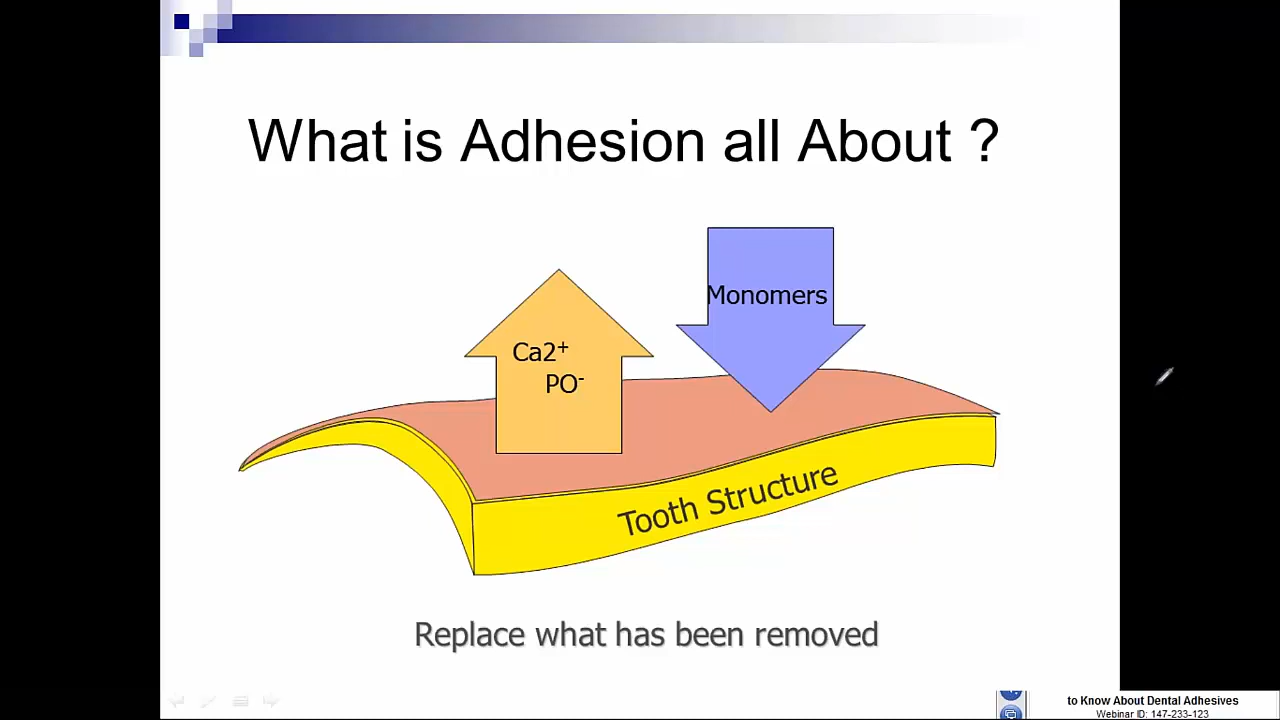 What is Adhesion all About ?
Monomers
Ca2⁺
PO⁻
Tooth Structure
Replace what has been removed
to Know About Dental Adhesives
Webinar ID: 147-233-123